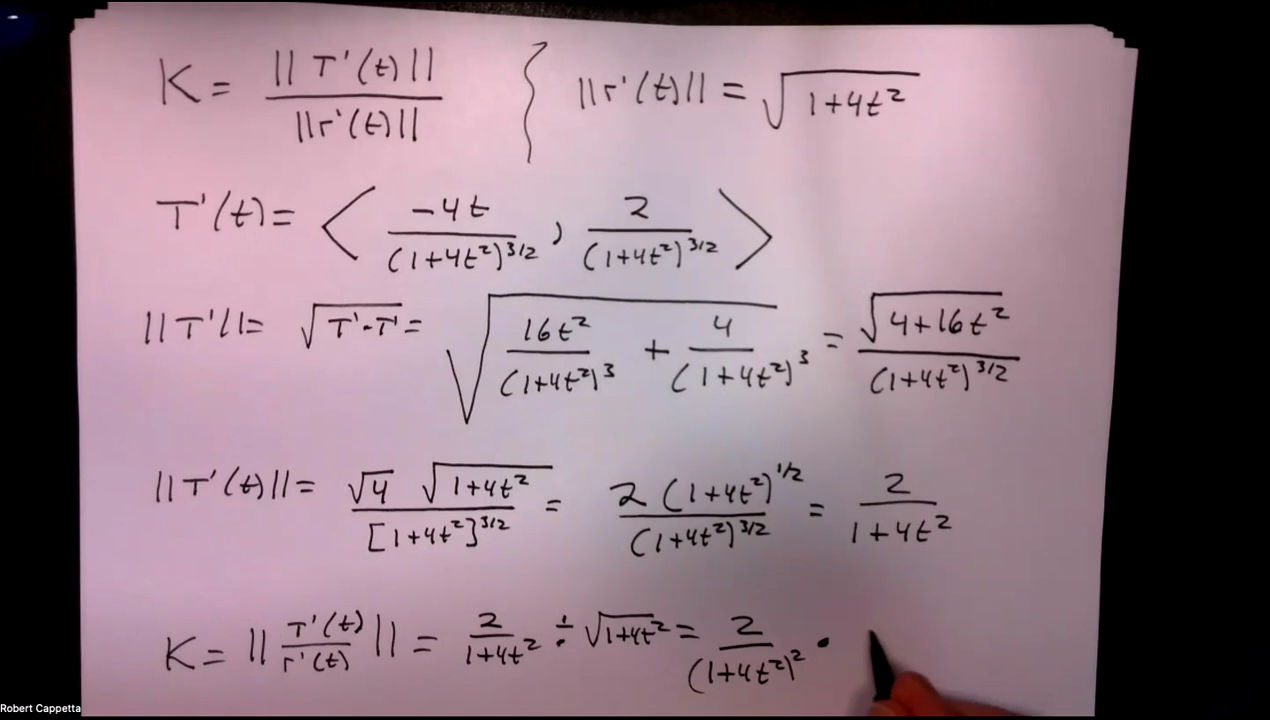 K = ||T'(t)|| / ||r'(t)|| } ||r'(t)|| = √(1+4t²)
T'(t) = < -4t / (1+4t²)^3/2 , 2 / (1+4t²)^3/2 >
||T'|| = √(T'·T') = √(16t² / (1+4t²)³ + 4 / (1+4t²)³) = √(4+16t²) / (1+4t²)^3/2
||T'(t)|| = √4 √(1+4t²) / [1+4t²]^3/2 = 2(1+4t²)^1/2 / (1+4t²)^3/2 = 2 / 1+4t²
K = || T'(t) / r'(t) || = 2 / 1+4t² ÷ √(1+4t²) = 2 / (1+4t²)² ·
Robert Cappetta